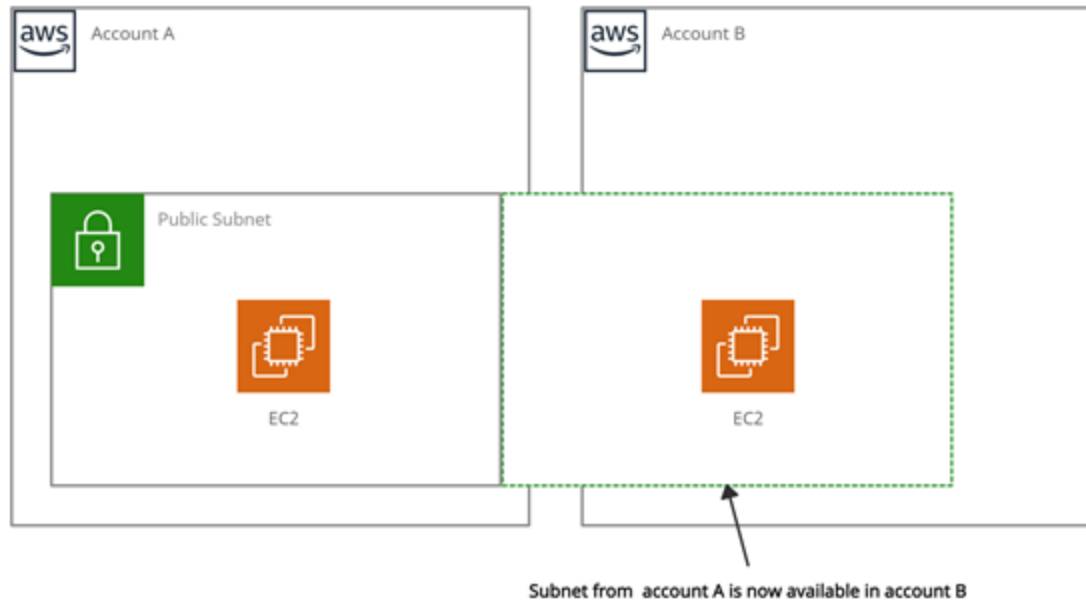 aws
Account A
aws
Account B
Public Subnet
EC2
EC2
Subnet from account A is now available in account B